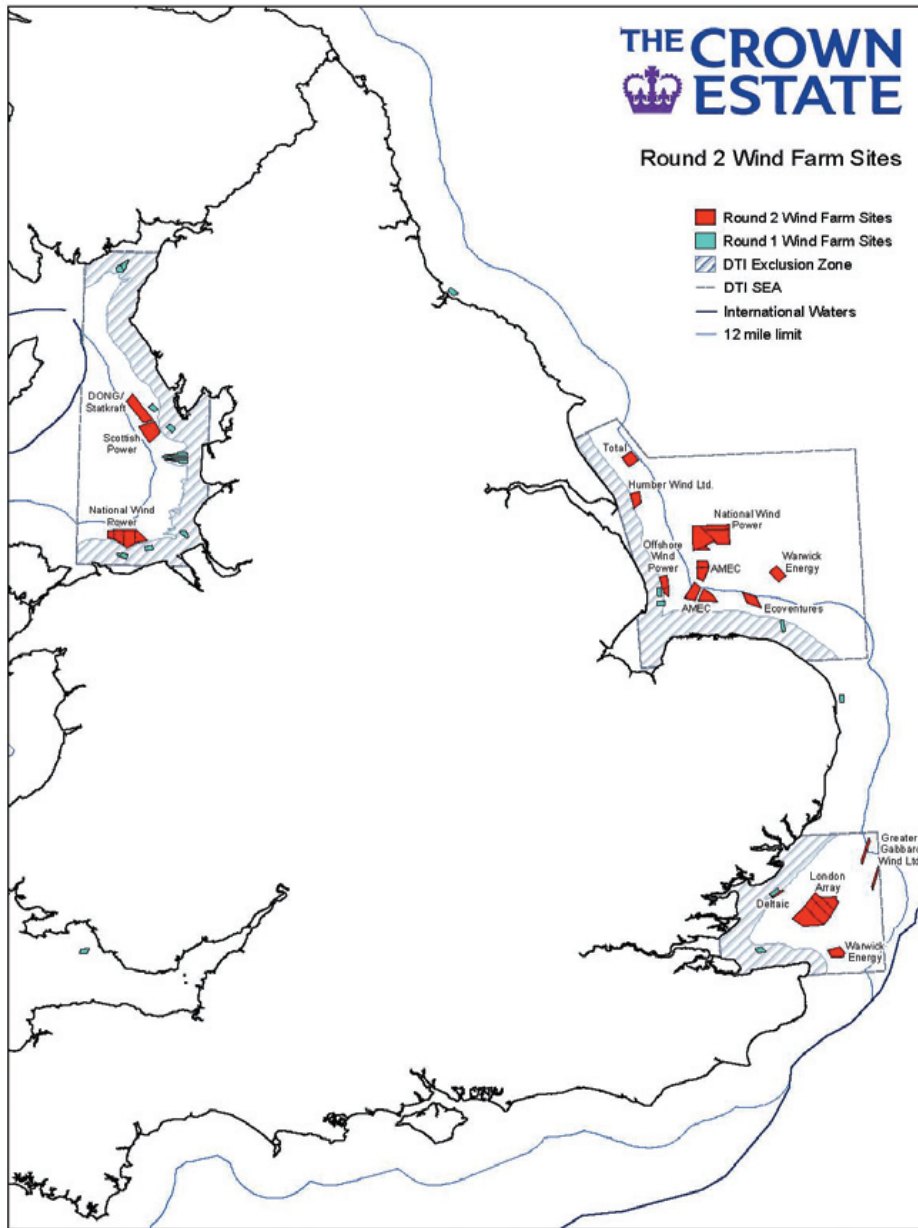 THE CROWN
ESTATE
Round 2 Wind Farm Sites
Round 2 Wind Farm Sites
Round 1 Wind Farm Sites
DTI Exclusion Zone
DTI SEA
International Waters
12 mile limit
DONG/
Statkraft
Scottish
Power
National Wind
Power
Total
Humber Wind Ltd.
National Wind
Power
Offshore
Wind
Power
AMEC
Warwick
Energy
AMEC
Ecoventures
Greater
Gabbard
Wind Ltd
London
Array
Deltaic
Warwick
Energy